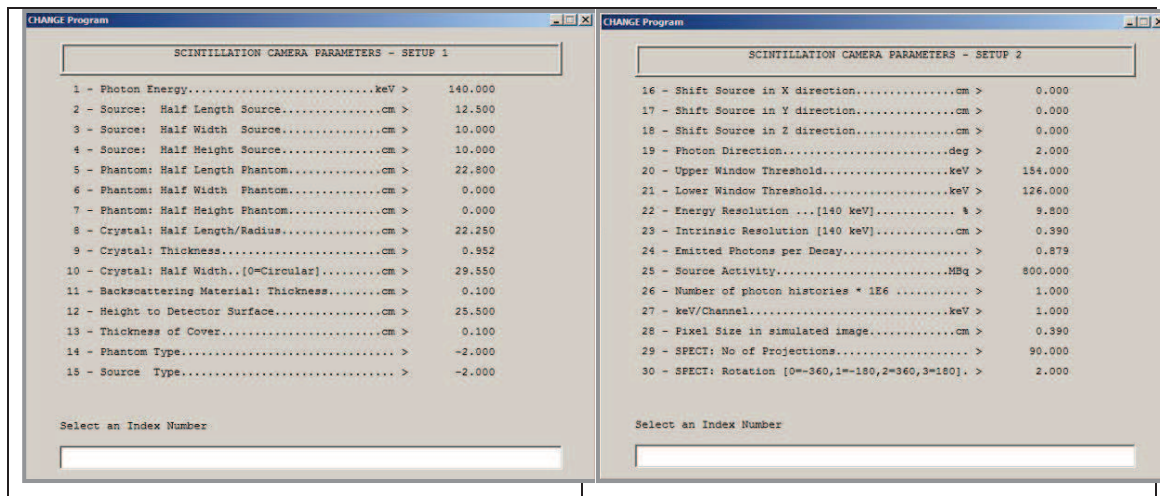 CHANGE Program
SCINTILLATION CAMERA PARAMETERS - SETUP 1
1 - Photon Energy............................keV > 140.000
2 - Source: Half Length Source...............cm > 12.500
3 - Source: Half Width Source...............cm > 10.000
4 - Source: Half Height Source...............cm > 10.000
5 - Phantom: Half Length Phantom..............cm > 22.800
6 - Phantom: Half Width Phantom..............cm > 0.000
7 - Phantom: Half Height Phantom..............cm > 0.000
8 - Crystal: Half Length/Radius...............cm > 22.250
9 - Crystal: Thickness........................cm > 0.952
10 - Crystal: Half Width..[0=Circular].........cm > 29.550
11 - Backscattering Material: Thickness........cm > 0.100
12 - Height to Detector Surface................cm > 25.500
13 - Thickness of Cover........................cm > 0.100
14 - Phantom Type................................ > -2.000
15 - Source Type................................ > -2.000
Select an Index Number
CHANGE Program
SCINTILLATION CAMERA PARAMETERS - SETUP 2
16 - Shift Source in X direction...............cm > 0.000
17 - Shift Source in Y direction...............cm > 0.000
18 - Shift Source in Z direction...............cm > 0.000
19 - Photon Direction.........................deg > 2.000
20 - Upper Window Threshold...................keV > 154.000
21 - Lower Window Threshold...................keV > 126.000
22 - Energy Resolution ...[140 keV]............ % > 9.800
23 - Intrinsic Resolution [140 keV]............cm > 0.390
24 - Emitted Photons per Decay................... > 0.879
25 - Source Activity..........................MBq > 800.000
26 - Number of photon histories * 1E6 ........... > 1.000
27 - keV/Channel..............................keV > 1.000
28 - Pixel Size in simulated image.............cm > 0.390
29 - SPECT: No of Projections.................... > 90.000
30 - SPECT: Rotation [0=-360,1=-180,2=360,3=180]. > 2.000
Select an Index Number